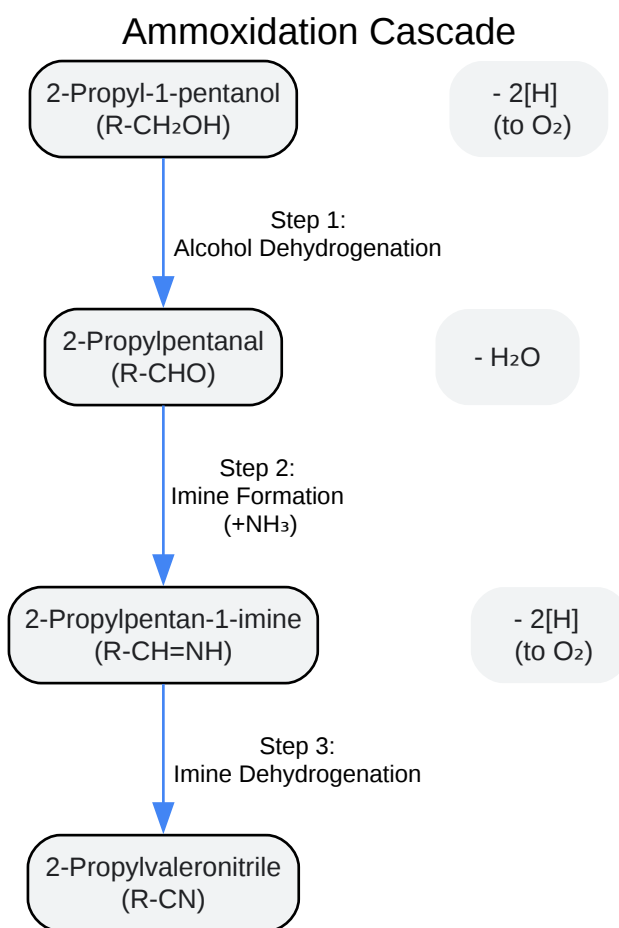 Ammoxidation Cascade
2-Propyl-1-pentanol
(R-CH₂OH)
- 2[H]
(to O₂)
Step 1:
Alcohol Dehydrogenation
2-Propylpentanal
(R-CHO)
- H₂O
Step 2:
Imine Formation
(+NH₃)
2-Propylpentan-1-imine
(R-CH=NH)
- 2[H]
(to O₂)
Step 3:
Imine Dehydrogenation
2-Propylvaleronitrile
(R-CN)